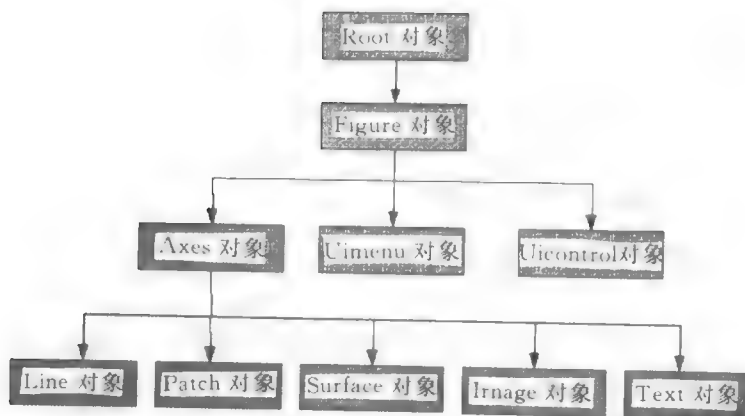 Root 对象
Figure 对象
Axes 对象
Uimenu 对象
Uicontrol对象
Line 对象
Patch 对象
Surface 对象
Image 对象
Text 对象